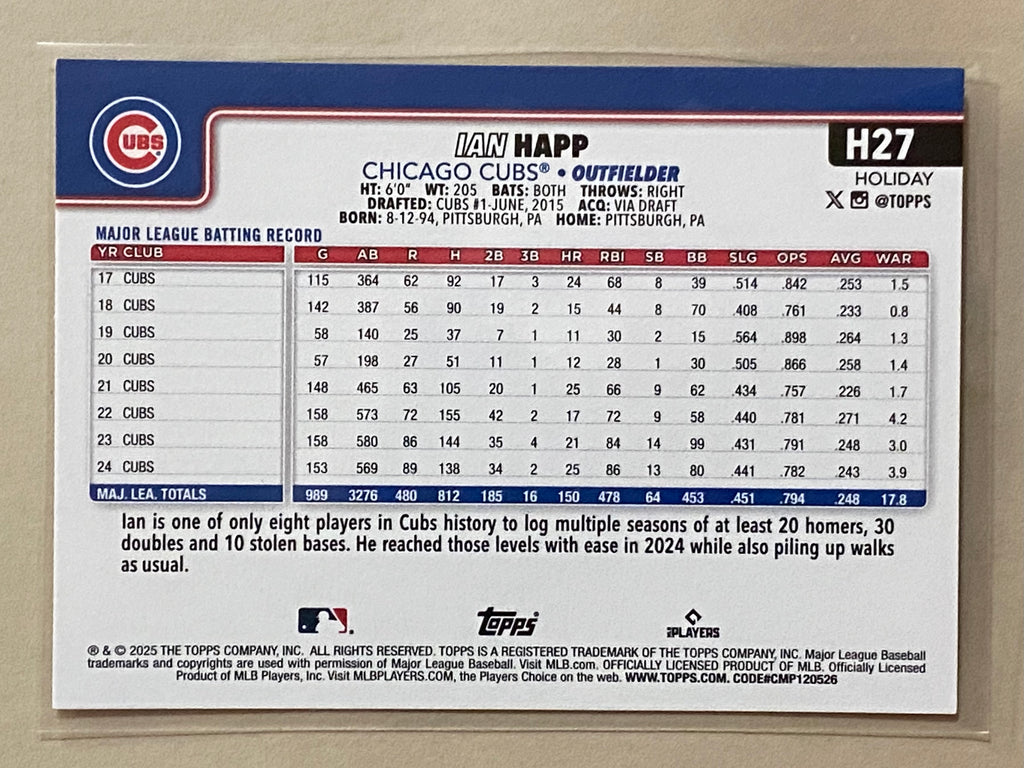 CUBS
IAN HAPP
H27
CHICAGO CUBS® • OUTFIELDER
HOLIDAY
HT: 6'0" WT: 205 BATS: BOTH THROWS: RIGHT
@TOPPS
DRAFTED: CUBS #1-JUNE, 2015 ACQ: VIA DRAFT
BORN: 8-12-94, PITTSBURGH, PA HOME: PITTSBURGH, PA
MAJOR LEAGUE BATTING RECORD
YR CLUB G AB R H 2B 3B HR RBI SB BB SLG OPS AVG WAR
17 CUBS 115 364 62 92 17 3 24 68 8 39 .514 .842 .253 1.5
18 CUBS 142 387 56 90 19 2 15 44 8 70 .408 .761 .233 0.8
19 CUBS 58 140 25 37 7 1 11 30 2 15 .564 .898 .264 1.3
20 CUBS 57 198 27 51 11 1 12 28 1 30 .505 .866 .258 1.4
21 CUBS 148 465 63 105 20 1 25 66 9 62 .434 .757 .226 1.7
22 CUBS 158 573 72 155 42 2 17 72 9 58 .440 .781 .271 4.2
23 CUBS 158 580 86 144 35 4 21 84 14 99 .431 .791 .248 3.0
24 CUBS 153 569 89 138 34 2 25 86 13 80 .441 .782 .243 3.9
MAJ. LEA. TOTALS 989 3276 480 812 185 16 150 478 64 453 .451 .794 .248 17.8
Ian is one of only eight players in Cubs history to log multiple seasons of at least 20 homers, 30
doubles and 10 stolen bases. He reached those levels with ease in 2024 while also piling up walks
as usual.
Topps
MLB PLAYERS
® & © 2025 THE TOPPS COMPANY, INC. ALL RIGHTS RESERVED. TOPPS IS A REGISTERED TRADEMARK OF THE TOPPS COMPANY, INC. Major League Baseball
trademarks and copyrights are used with permission of Major League Baseball. Visit MLB.com. OFFICIALLY LICENSED PRODUCT OF MLB. Officially Licensed
Product of MLB Players, Inc. Visit MLBPLAYERS.COM, the Players Choice on the web. WWW.TOPPS.COM. CODE#CMP120526